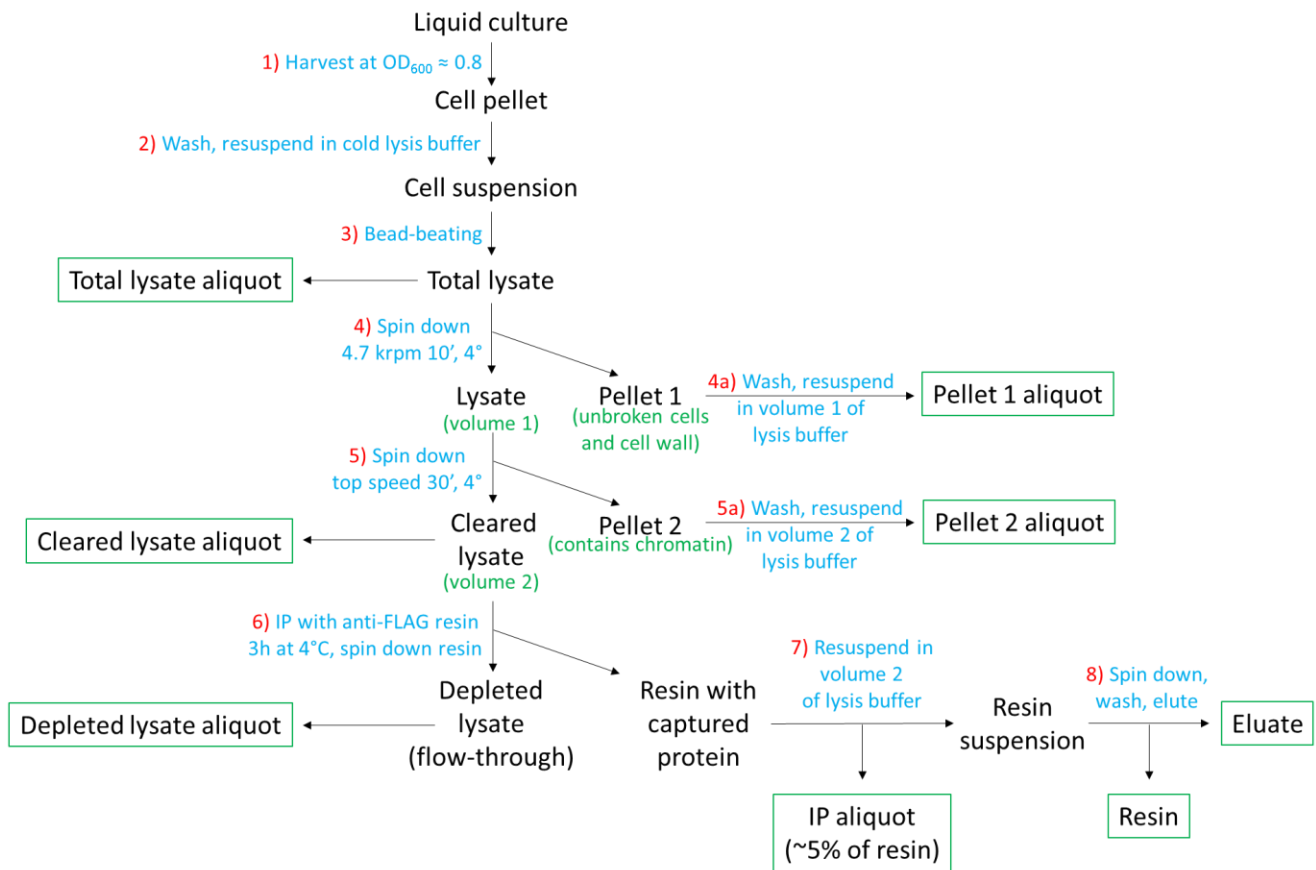 Liquid culture
1) Harvest at OD₆₀₀ ≈ 0.8
Cell pellet
2) Wash, resuspend in cold lysis buffer
Cell suspension
3) Bead-beating
Total lysate aliquot
Total lysate
4) Spin down
4.7 krpm 10’, 4°
Lysate
(volume 1)
Pellet 1
(unbroken cells
and cell wall)
4a) Wash, resuspend
in volume 1 of
lysis buffer
Pellet 1 aliquot
5) Spin down
top speed 30’, 4°
Cleared lysate aliquot
Cleared
lysate
(volume 2)
Pellet 2
(contains chromatin)
5a) Wash, resuspend
in volume 2 of
lysis buffer
Pellet 2 aliquot
6) IP with anti-FLAG resin
3h at 4°C, spin down resin
Depleted lysate aliquot
Depleted
lysate
(flow-through)
Resin with
captured
protein
7) Resuspend in
volume 2
of lysis buffer
IP aliquot
(~5% of resin)
Resin
suspension
8) Spin down,
wash, elute
Eluate
Resin